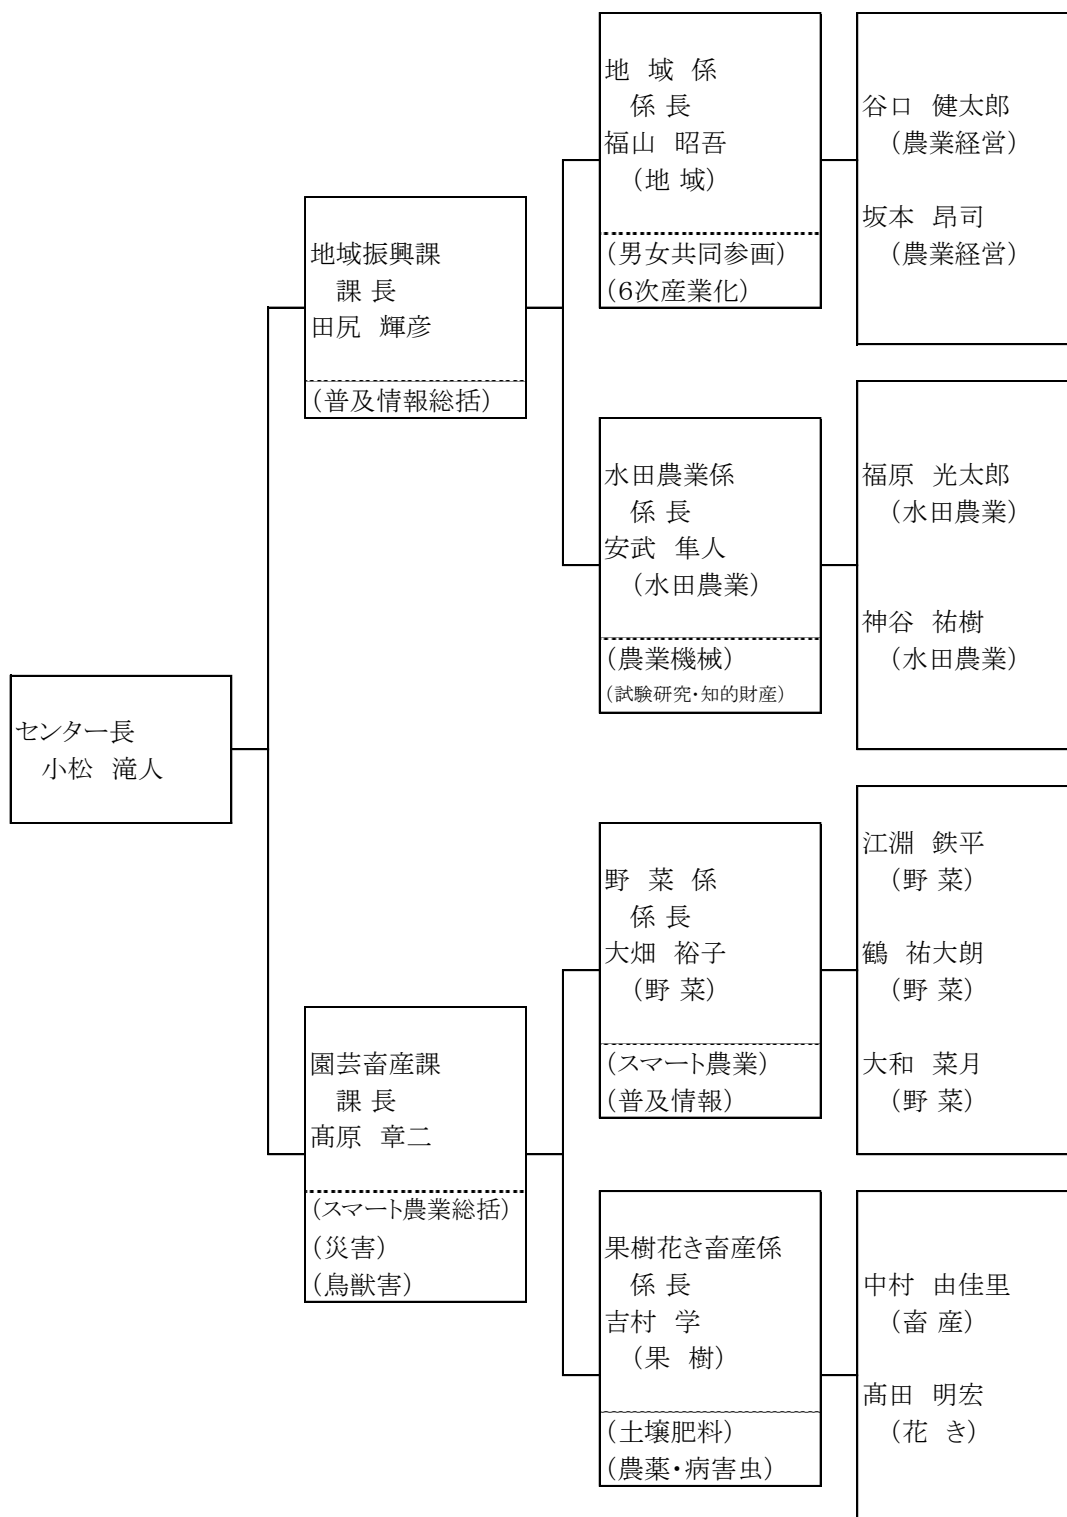 センター長
小松 滝人
地域振興課
課 長
田尻 輝彦
(普及情報総括)
地 域 係
係 長
福山 昭吾
(地 域)
(男女共同参画)
(6次産業化)
谷口 健太郎
(農業経営)
坂本 昂司
(農業経営)
水田農業係
係 長
安武 隼人
(水田農業)
(農業機械)
(試験研究・知的財産)
福原 光太郎
(水田農業)
神谷 祐樹
(水田農業)
園芸畜産課
課 長
髙原 章二
(スマート農業総括)
(災害)
(鳥獣害)
野 菜 係
係 長
大畑 裕子
(野 菜)
(スマート農業)
(普及情報)
江淵 鉄平
(野 菜)
鶴 祐大朗
(野 菜)
大和 菜月
(野 菜)
果樹花き畜産係
係 長
吉村 学
(果 樹)
(土壌肥料)
(農薬・病害虫)
中村 由佳里
(畜 産)
髙田 明宏
(花 き)